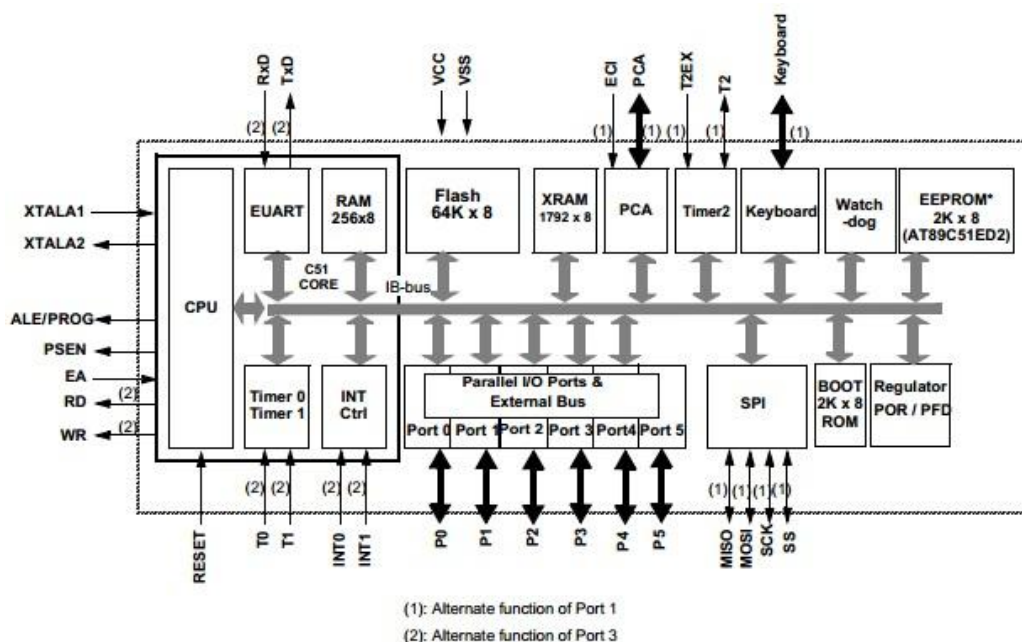 RxD
TxD
VCC
VSS
ECI
PCA
T2EX
T2
Keyboard
(2)
(2)
(1)
(1)
(1)
(1)
(1)
XTALA1
XTALA2
ALE/PROG
PSEN
EA
RD
(2)
WR
(2)
CPU
EUART
RAM
256x8
C51
CORE
IB-bus
Flash
64K x 8
XRAM
1792 x 8
PCA
Timer2
Keyboard
Watch
-dog
EEPROM*
2K x 8
(AT89C51ED2)
Timer 0
Timer 1
INT
Ctrl
Parallel I/O Ports &
External Bus
Port 0
Port 1
Port 2
Port 3
Port4
Port 5
SPI
BOOT
2K x 8
ROM
Regulator
POR / PFD
(2)
(2)
(2)
(2)
(1)
(1)
(1)
(1)
RESET
T0
T1
INT0
INT1
P0
P1
P2
P3
P4
P5
MISO
MOSI
SCK
SS
(1): Alternate function of Port 1
(2): Alternate function of Port 3